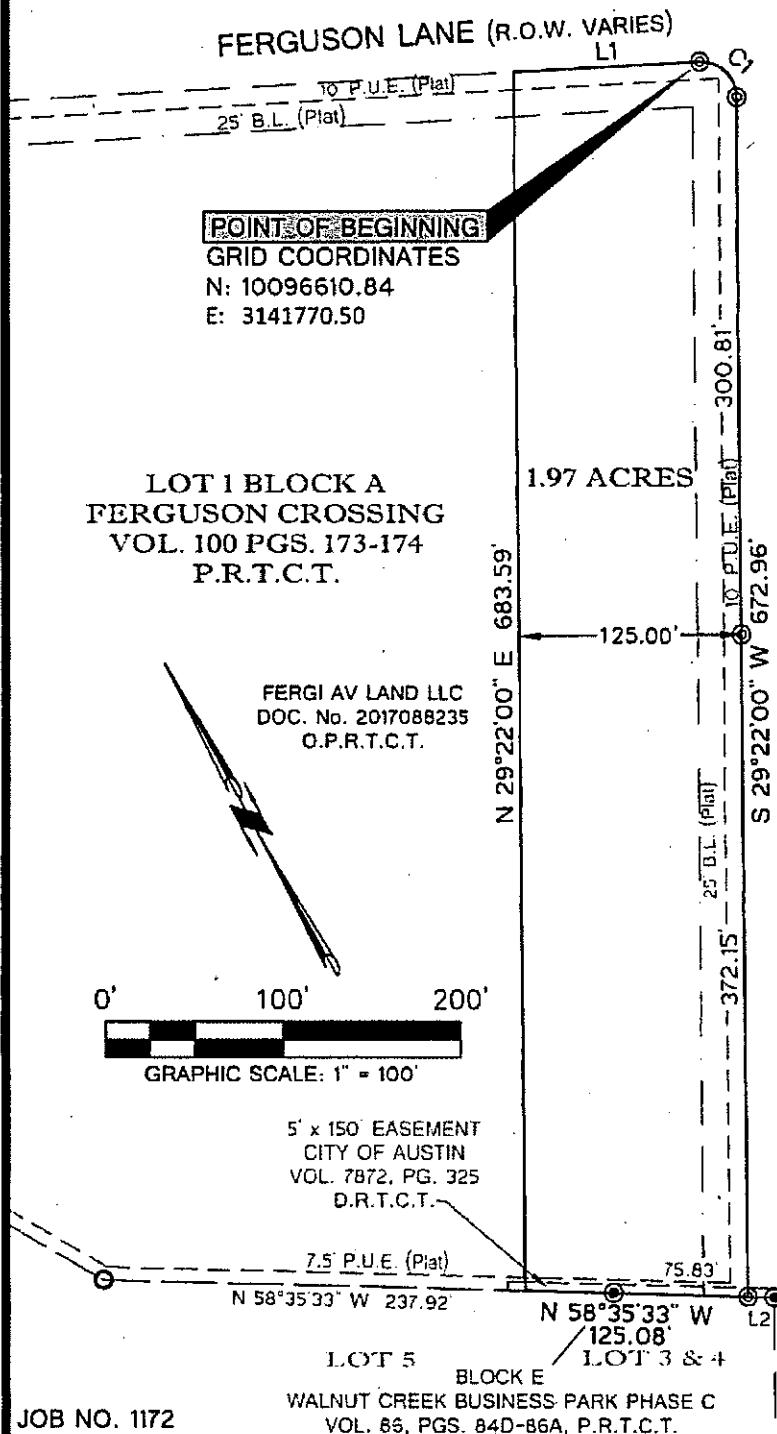 FERGUSON LANE (R.O.W. VARIES)
L1
C1
10' P.U.E. (Plat)
25' B.L. (Plat)
POINT OF BEGINNING
GRID COORDINATES
N: 10096610.84
E: 3141770.50
300.81'
LOT 1 BLOCK A
FERGUSON CROSSING
VOL. 100 PGS. 173-174
P.R.T.C.T.
1.97 ACRES
10' P.U.E. (Plat)
N 29°22'00" E 683.59'
125.00'
S 29°22'00" W 672.96'
FERGI AV LAND LLC
DOC. No. 2017088235
O.P.R.T.C.T.
25' B.L. (Plat)
372.15'
0' 100' 200'
GRAPHIC SCALE: 1" = 100'
5' x 150' EASEMENT
CITY OF AUSTIN
VOL. 7872, PG. 325
D.R.T.C.T.
7.5' P.U.E. (Plat)
75.83'
N 58°35'33" W 237.92'
N 58°35'33" W
125.08'
L2
LOT 5
LOT 3 & 4
BLOCK E
WALNUT CREEK BUSINESS PARK PHASE C
VOL. 86, PGS. 84D-86A, P.R.T.C.T.
JOB NO. 1172